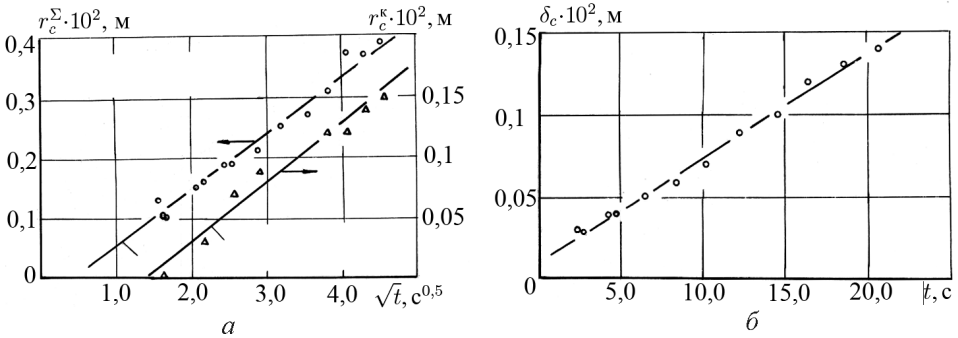 r_c^Σ·10², м
r_c^к·10², м
0,4
0,3
0,2
0,1
0
0,15
0,1
0,05
0
1,0 2,0 3,0 4,0 √t, с^0,5
а
δ_c·10², м
0,15
0,1
0,05
0
5,0 10,0 15,0 20,0 |t, с
б